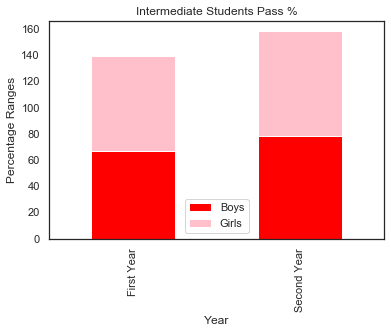 Intermediate Students Pass %
Percentage Ranges
160
140
120
100
80
60
40
20
0
Boys
Girls
First Year
Second Year
Year